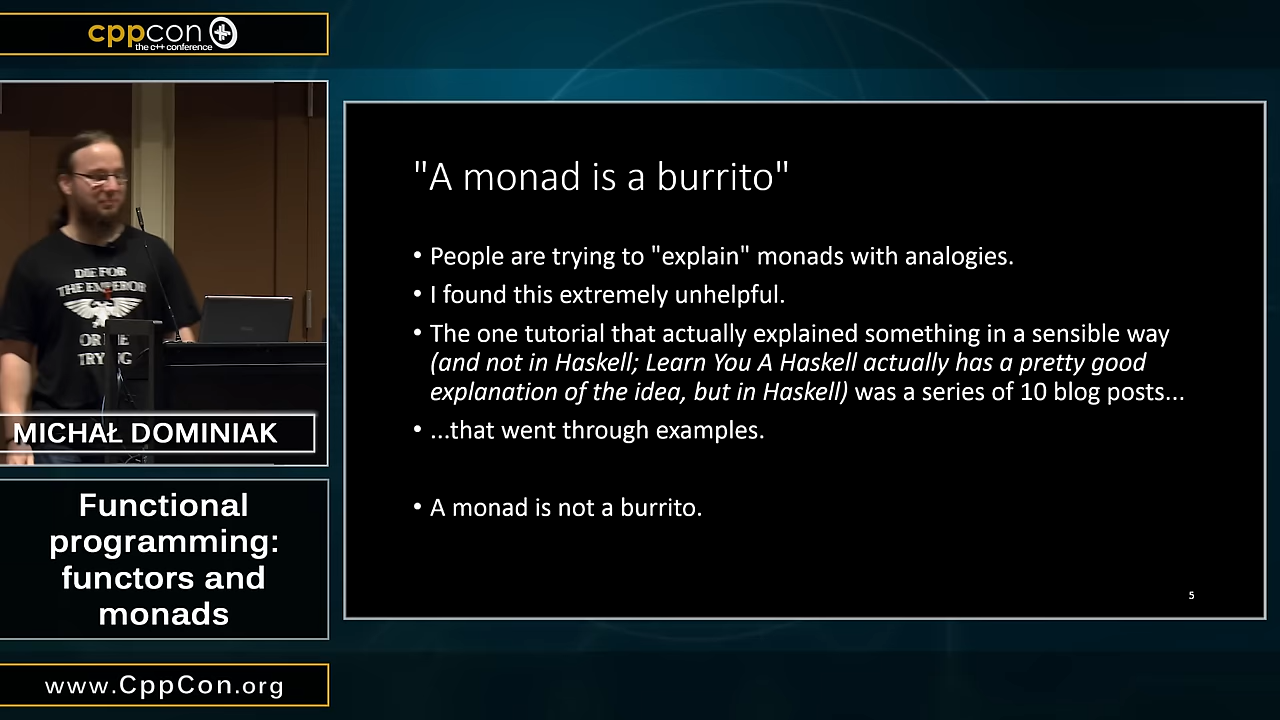 cppcon
the c++ conference
"A monad is a burrito"
• People are trying to "explain" monads with analogies.
• I found this extremely unhelpful.
• The one tutorial that actually explained something in a sensible way
(and not in Haskell; Learn You A Haskell actually has a pretty good
explanation of the idea, but in Haskell) was a series of 10 blog posts...
• ...that went through examples.
• A monad is not a burrito.
5
DIE FOR
THE EMPEROR
OR DIE
TRYING
MICHAŁ DOMINIAK
Functional
programming:
functors and
monads
www.CppCon.org